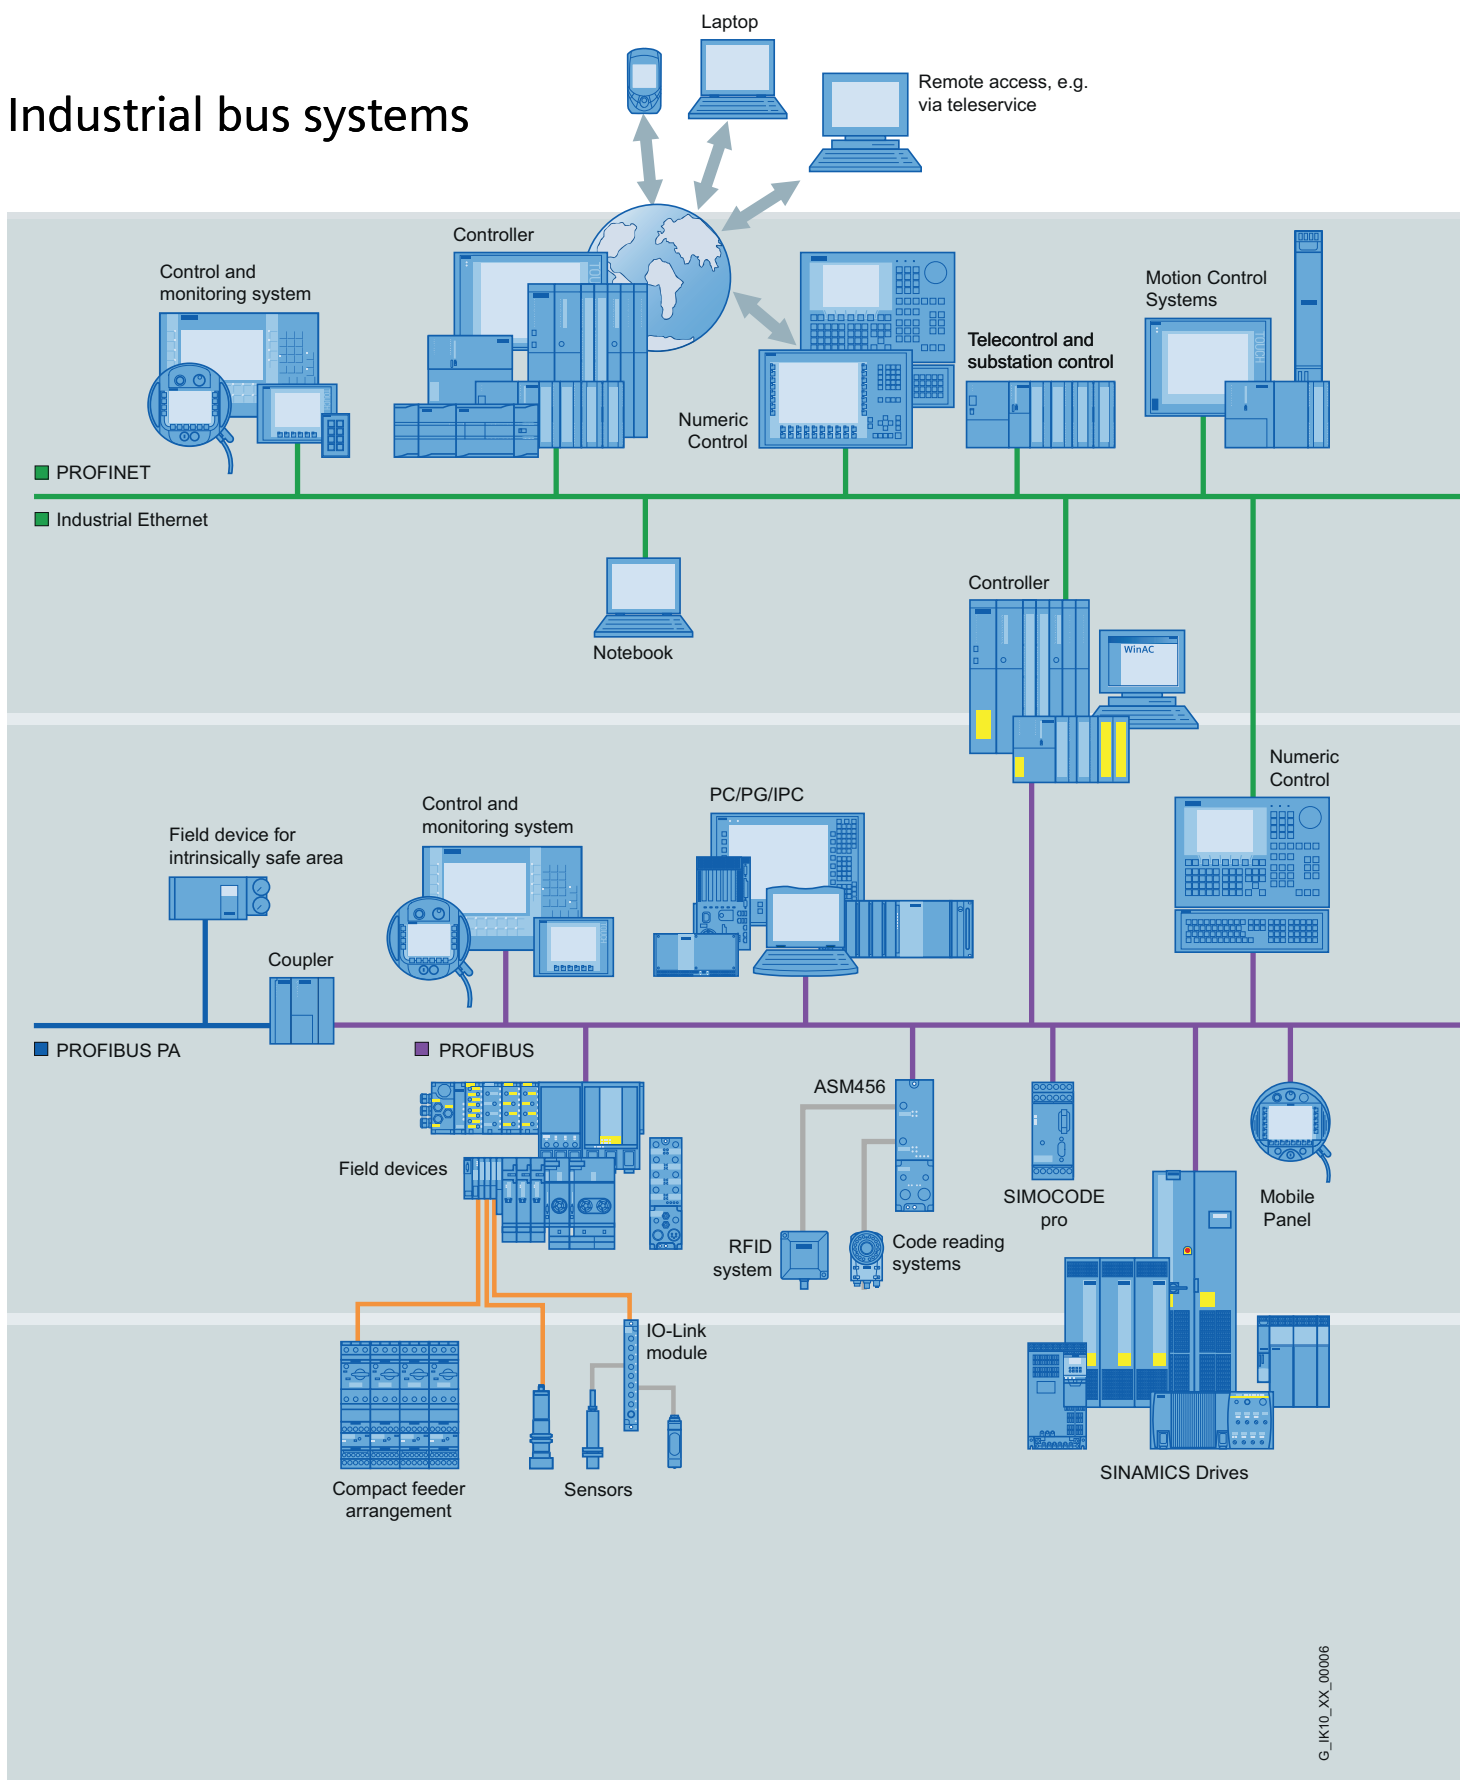 Laptop
Remote access, e.g.
via teleservice
Industrial bus systems
Controller
Control and
monitoring system
Motion Control
Systems
TOUCH
Telecontrol and
substation control
TOUCH
Numeric
Control
PROFINET
Industrial Ethernet
Controller
Notebook
WinAC
Numeric
Control
PC/PG/IPC
Control and
monitoring system
Field device for
intrinsically safe area
Coupler
PROFIBUS PA
PROFIBUS
ASM456
Field devices
SIMOCODE
pro
Mobile
Panel
RFID
system
Code reading
systems
IO-Link
module
SINAMICS Drives
Compact feeder
arrangement
Sensors
G_IK10_XX_00006